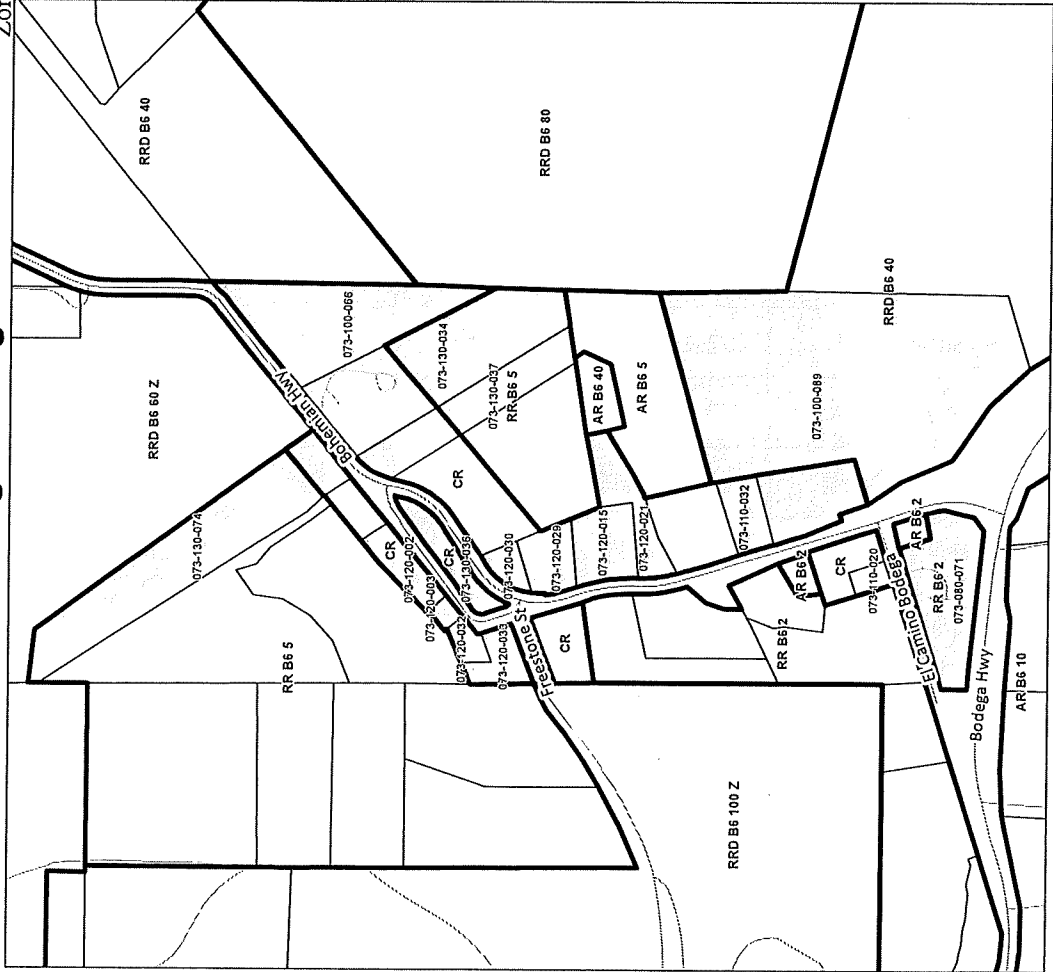 RRD B6 60 Z
RRD B6 40
073-130-074
Bohemian Hwy
073-100-066
RR B6 5
073-130-034
073-130-037
RR B6 5
RRD B6 80
CR
073-120-002
CR
CR
073-130-036
073-120-003
073-120-032
073-120-033
Freestone St
073-120-030
CR
073-120-029
073-120-015
073-120-021
AR B6 40
AR B6 5
073-110-032
RR B6 2
AR B6 2
CR
073-110-020
073-100-089
RRD B6 40
RRD B6 100 Z
El Camino Bodega
AR B6 2
RR B6 2
073-080-071
Bodega Hwy
AR B6 10